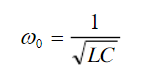 ω₀ = 1/√LC